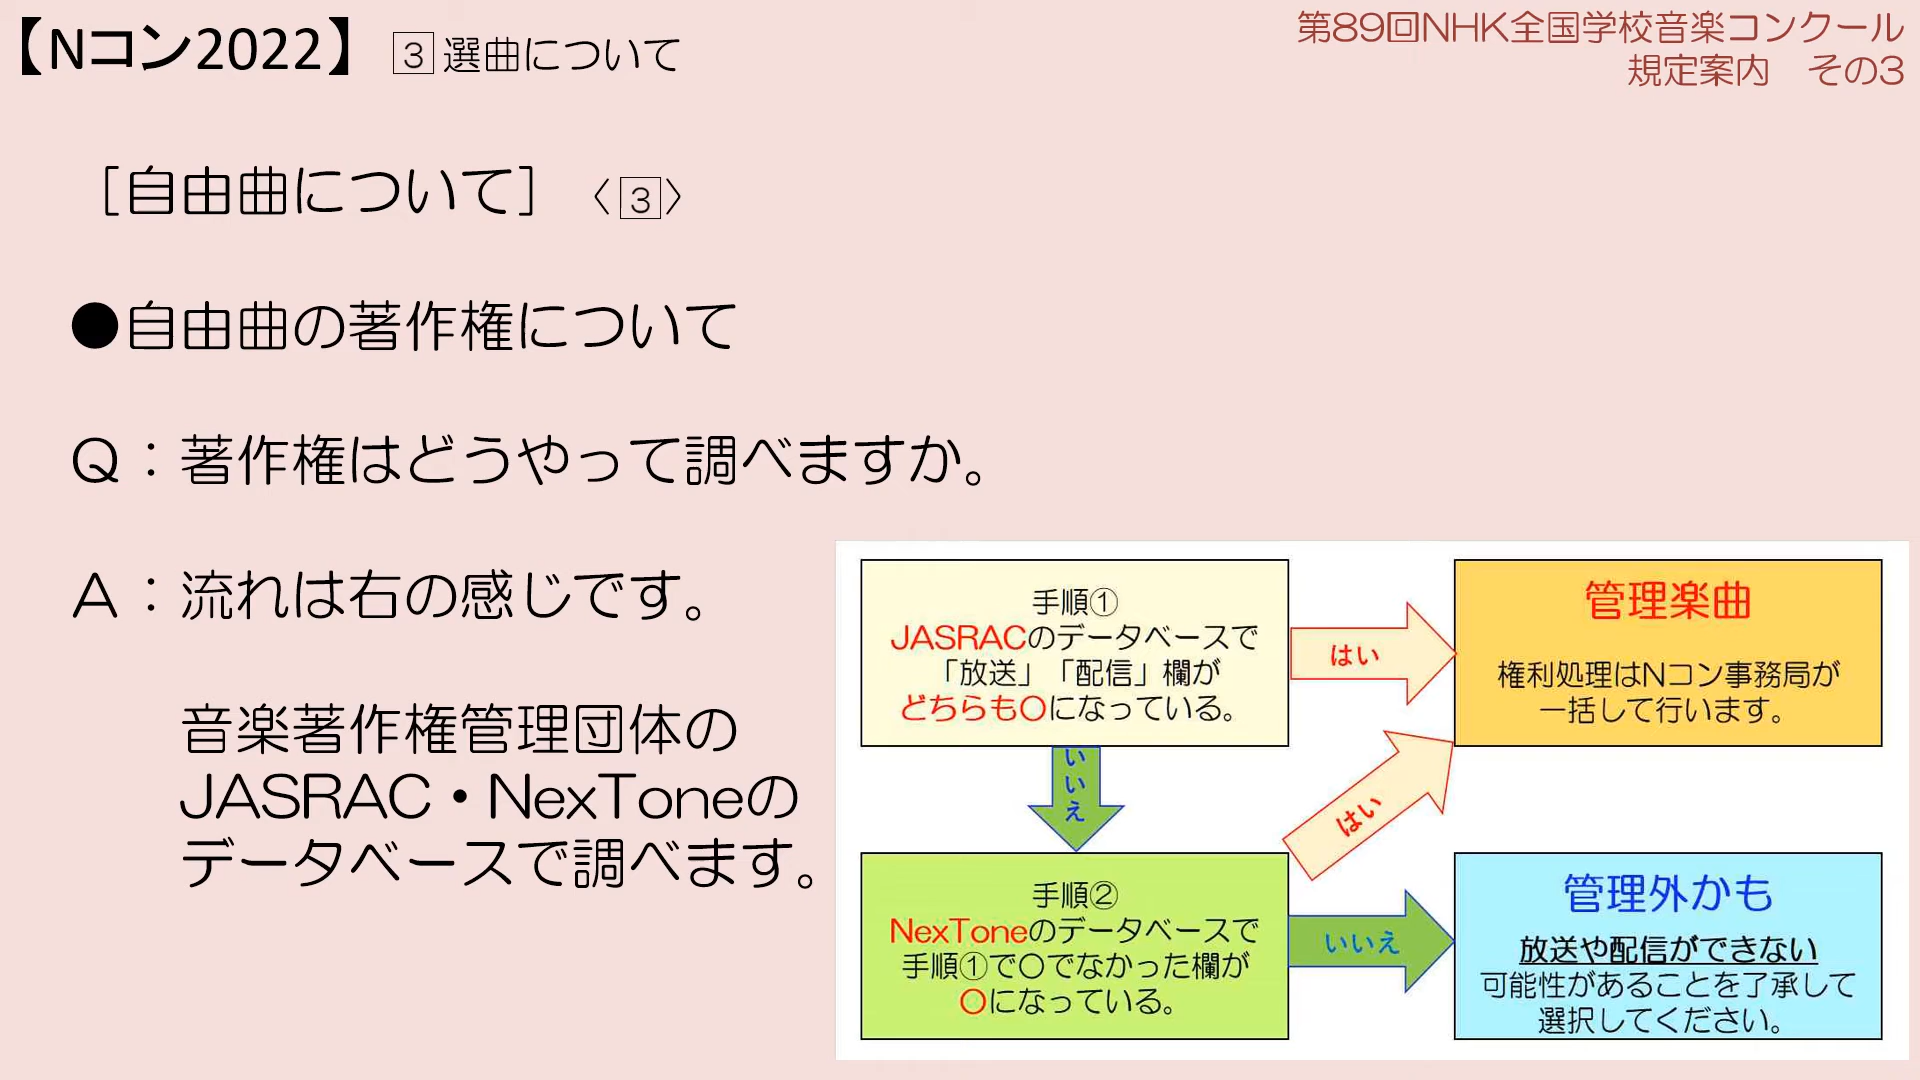 【Nコン2022】 3 選曲について
第89回NHK全国学校音楽コンクール
規定案内　その3
［自由曲について］〈3〉
●自由曲の著作権について
Q：著作権はどうやって調べますか。
A：流れは右の感じです。
音楽著作権管理団体の
JASRAC・NexToneの
データベースで調べます。
手順①
JASRACのデータベースで
「放送」「配信」欄が
どちらも〇になっている。
はい
管理楽曲
権利処理はNコン事務局が
一括して行います。
いいえ
はい
手順②
NexToneのデータベースで
手順①で〇でなかった欄が
〇になっている。
いいえ
管理外かも
放送や配信ができない
可能性があることを了承して
選択してください。